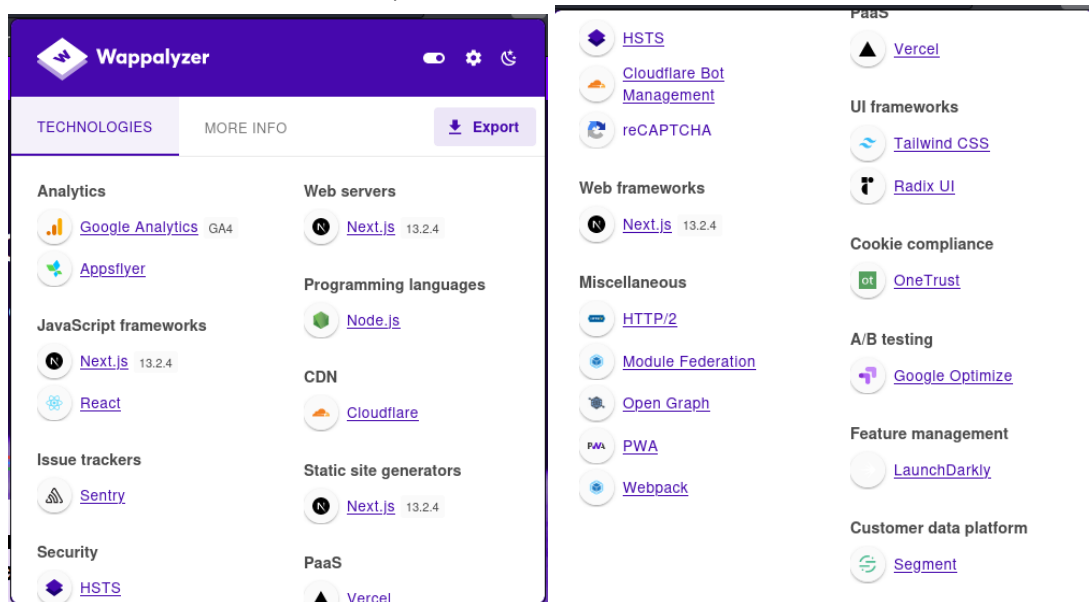 Wappalyzer
TECHNOLOGIES
MORE INFO
Export
Analytics
Google Analytics GA4
Appsflyer
JavaScript frameworks
Next.js 13.2.4
React
Issue trackers
Sentry
Security
HSTS
Web servers
Next.js 13.2.4
Programming languages
Node.js
CDN
Cloudflare
Static site generators
Next.js 13.2.4
PaaS
Vercel
HSTS
Cloudflare Bot
Management
reCAPTCHA
Web frameworks
Next.js 13.2.4
Miscellaneous
HTTP/2
Module Federation
Open Graph
PWA
PWA
Webpack
PaaS
Vercel
UI frameworks
Tailwind CSS
Radix UI
Cookie compliance
ot
OneTrust
A/B testing
Google Optimize
Feature management
LaunchDarkly
Customer data platform
Segment